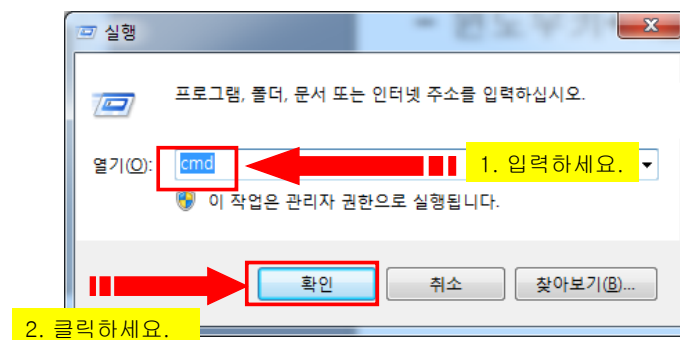 실행
프로그램, 폴더, 문서 또는 인터넷 주소를 입력하십시오.
열기(O): cmd
1. 입력하세요.
이 작업은 관리자 권한으로 실행됩니다.
확인 취소 찾아보기(B)...
2. 클릭하세요.